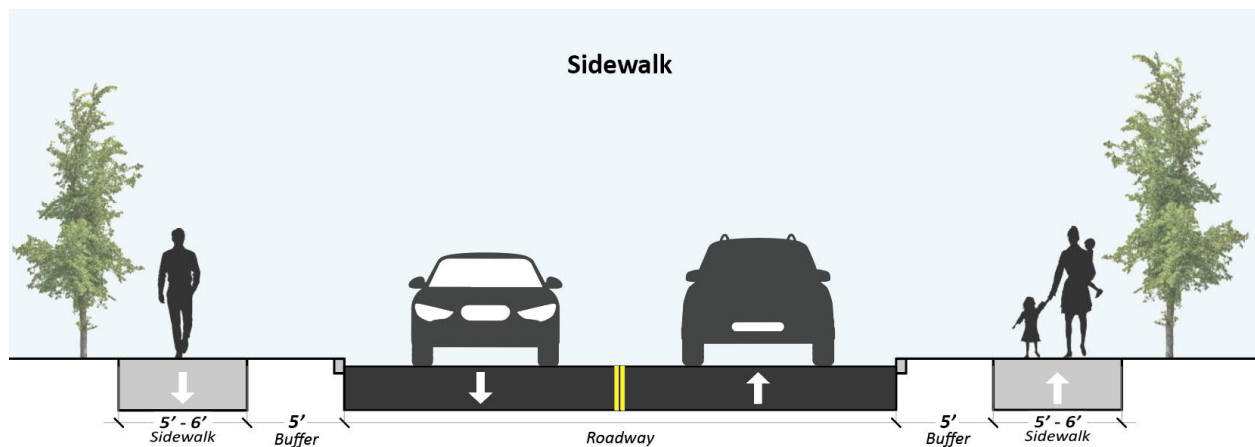 Sidewalk
5’ - 6’
Sidewalk
5’
Buffer
Roadway
5’
Buffer
5’ - 6’
Sidewalk